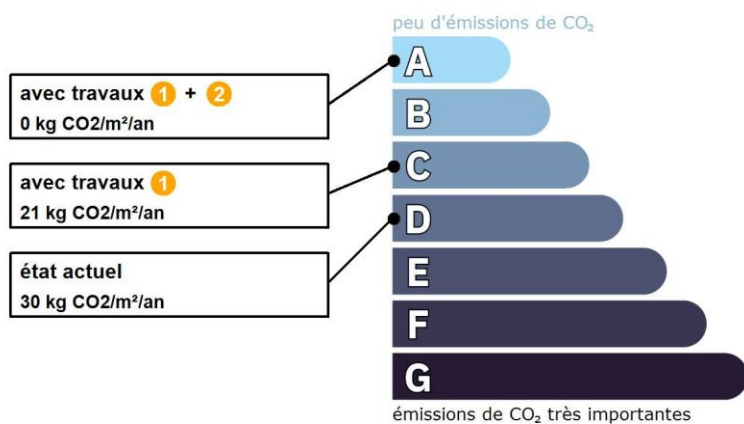 peu d'émissions de CO₂
A
avec travaux 1 + 2
0 kg CO2/m²/an
B
avec travaux 1
21 kg CO2/m²/an
C
D
état actuel
30 kg CO2/m²/an
E
F
G
émissions de CO₂ très importantes